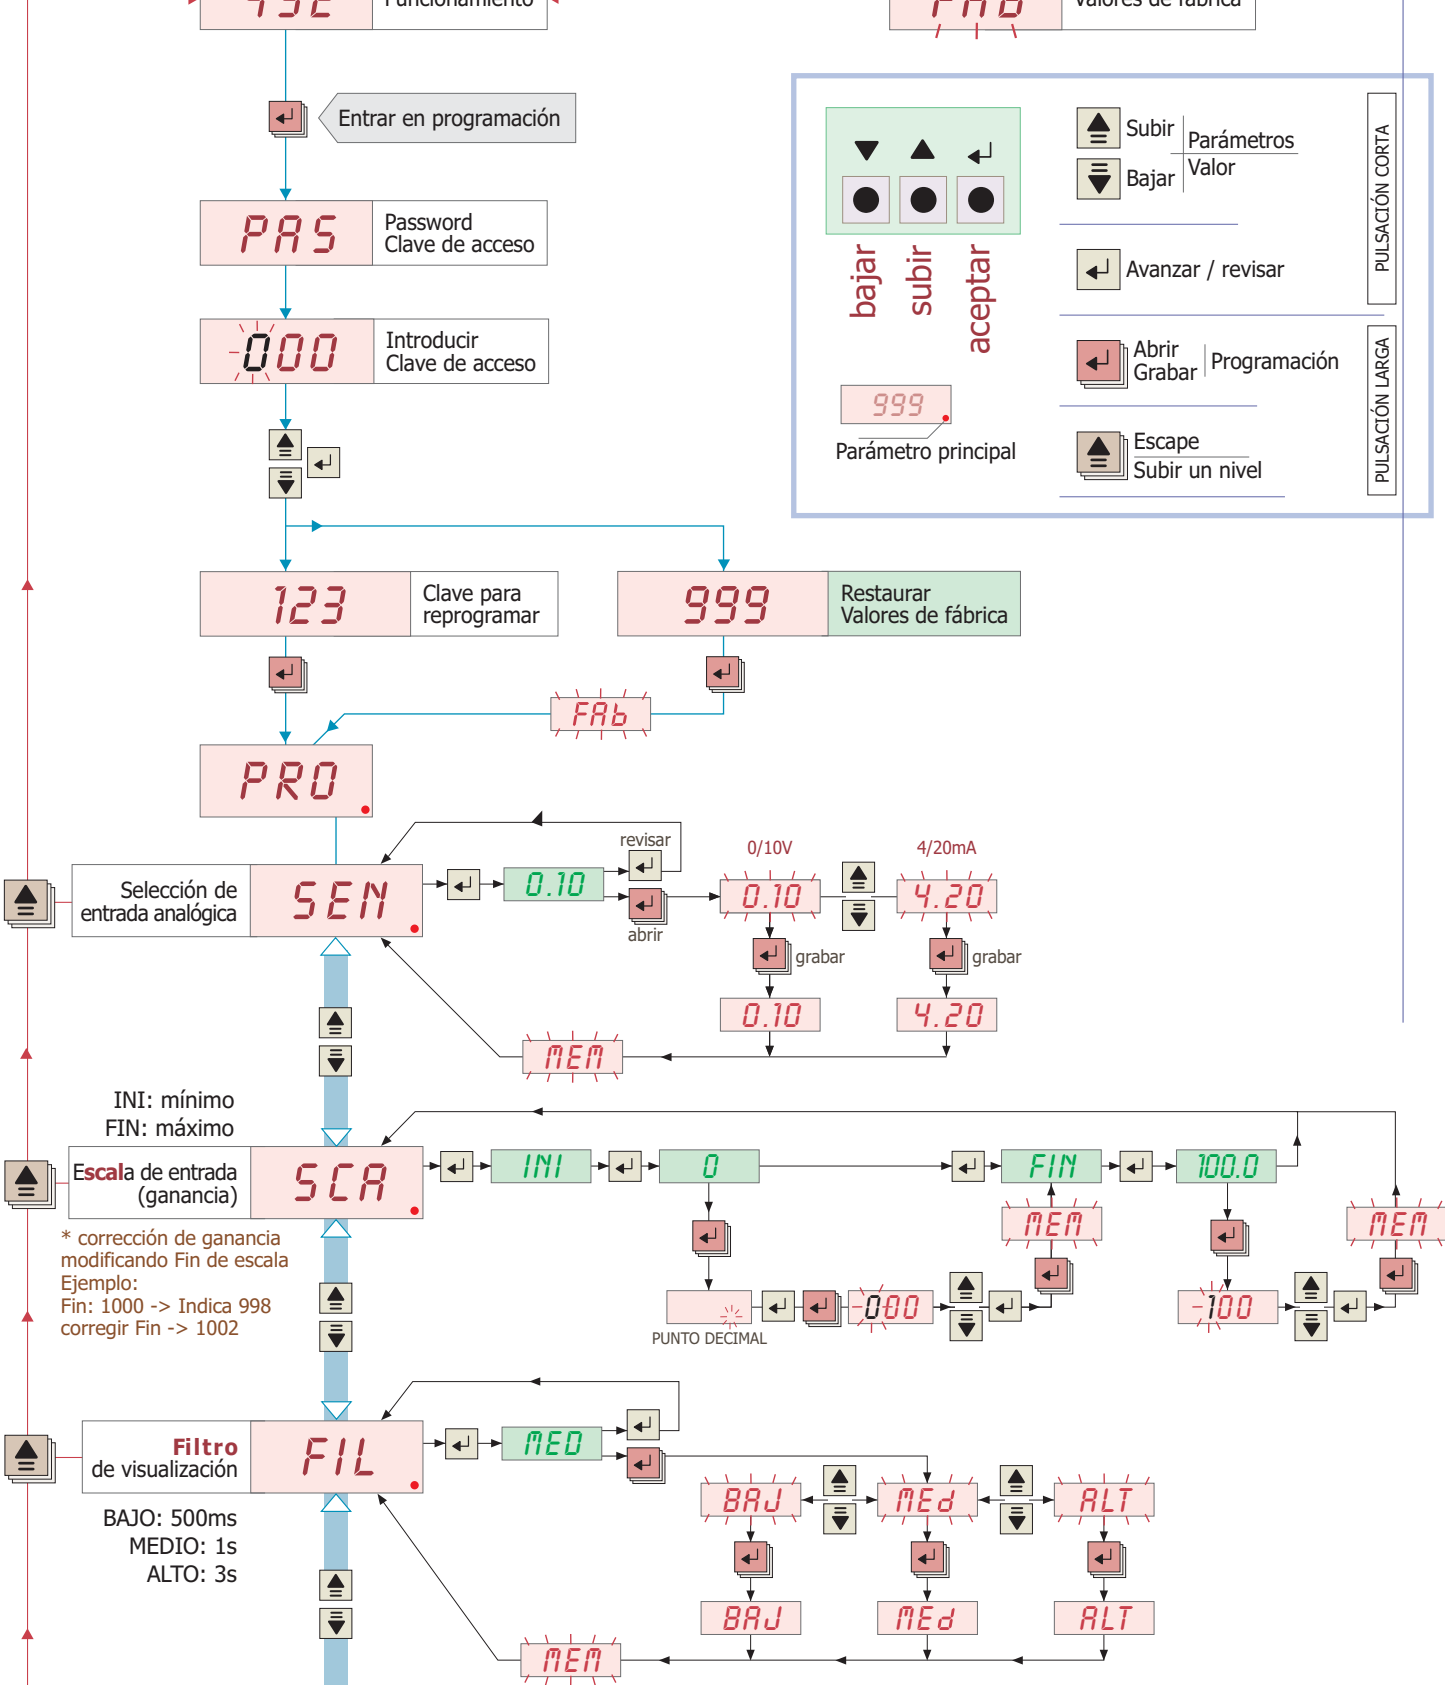 Funcionamiento
Valores de fábrica
FAb
Entrar en programación
PAS
Password
Clave de acceso
000
Introducir
Clave de acceso
bajar
subir
aceptar
999
Parámetro principal
Subir
Bajar
Parámetros
Valor
Avanzar / revisar
PULSACIÓN CORTA
Abrir
Grabar
Programación
Escape
Subir un nivel
PULSACIÓN LARGA
123
Clave para
reprogramar
999
Restaurar
Valores de fábrica
FAb
PRO
Selección de
entrada analógica
SEN
0.10
revisar
abrir
0/10V
0.10
4/20mA
4.20
grabar
grabar
0.10
4.20
MEM
INI: mínimo
FIN: máximo
Escala de entrada
(ganancia)
SCA
INI
0
FIN
100.0
MEM
MEM
* corrección de ganancia
modificando Fin de escala
Ejemplo:
Fin: 1000 -> Indica 998
corregir Fin -> 1002
PUNTO DECIMAL
-000
-100
Filtro
de visualización
FIL
MED
BAJO: 500ms
MEDIO: 1s
ALTO: 3s
BAJ
MEd
ALT
BAJ
MEd
ALT
MEM